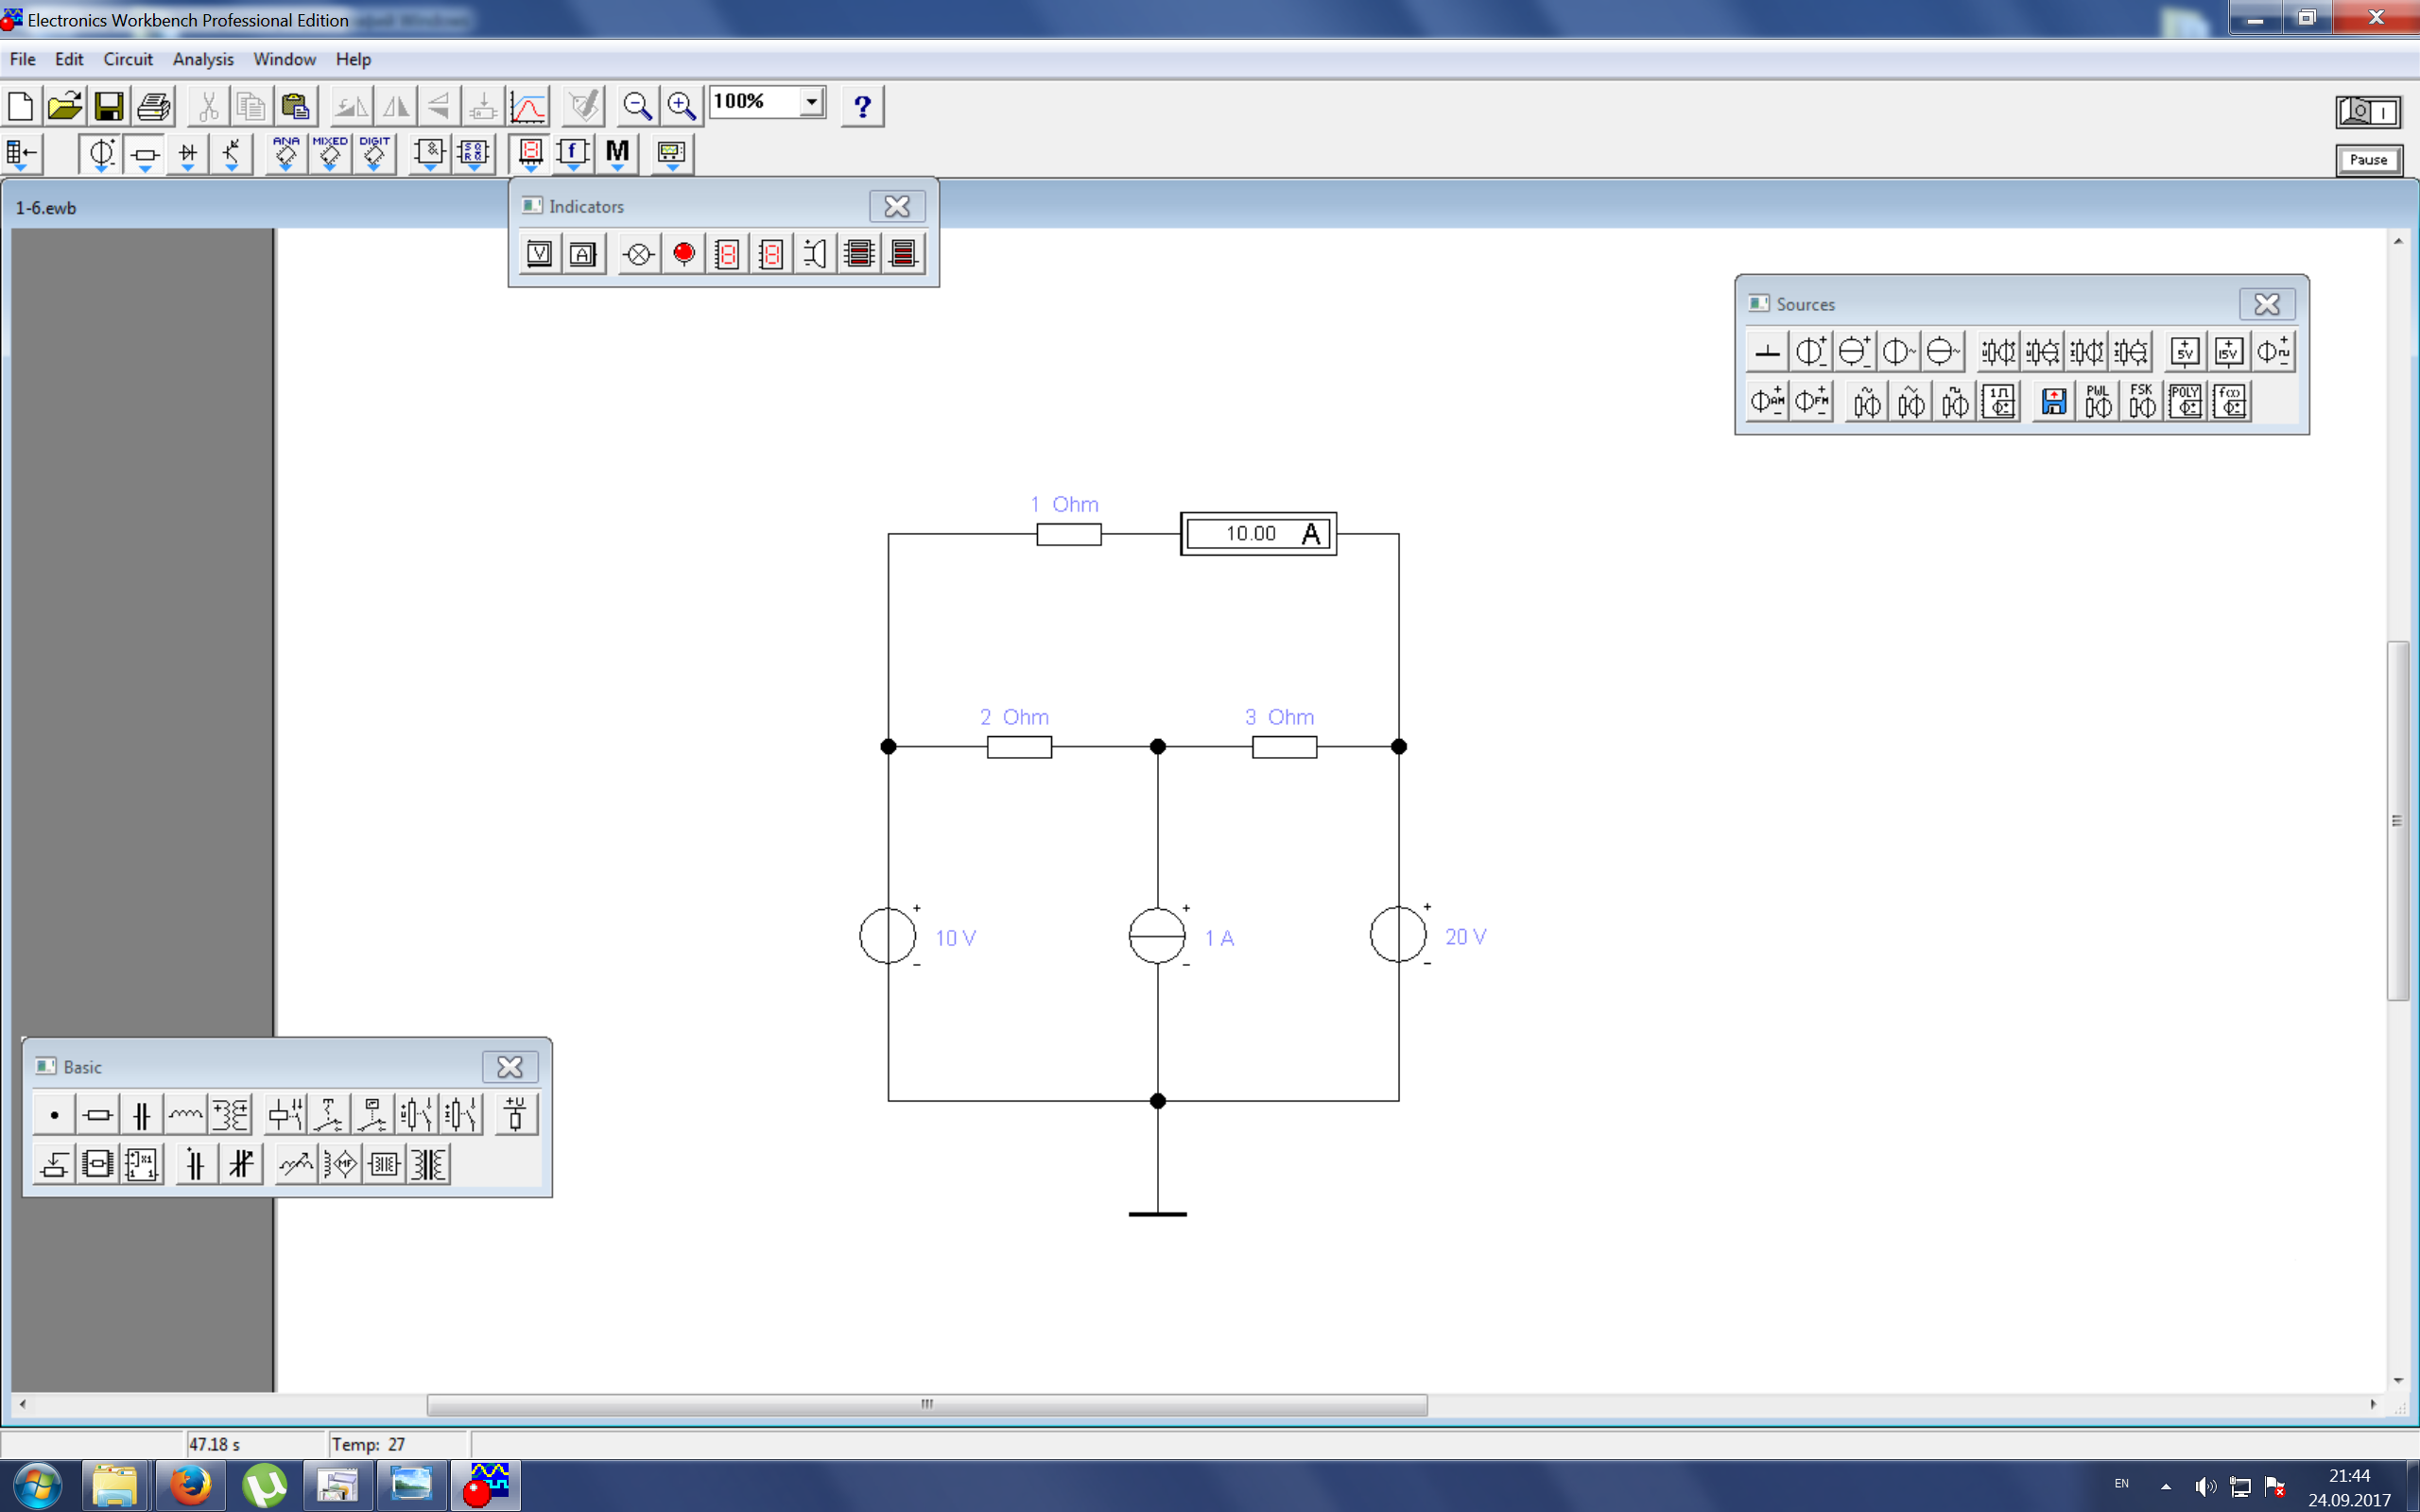 Electronics Workbench Professional Edition
File Edit Circuit Analysis Window Help
100%
?
ANA MIXED DIGIT
&
f M
Pause
1-6.ewb
Indicators
V A
Sources
5V 15V
AM FM PWL FSK POLY f(x)
1 Ohm
10.00 A
2 Ohm
3 Ohm
+
+
+
10 V
1 A
20 V
-
-
-
Basic
+U
47.18 s
Temp: 27
EN
21:44
24.09.2017